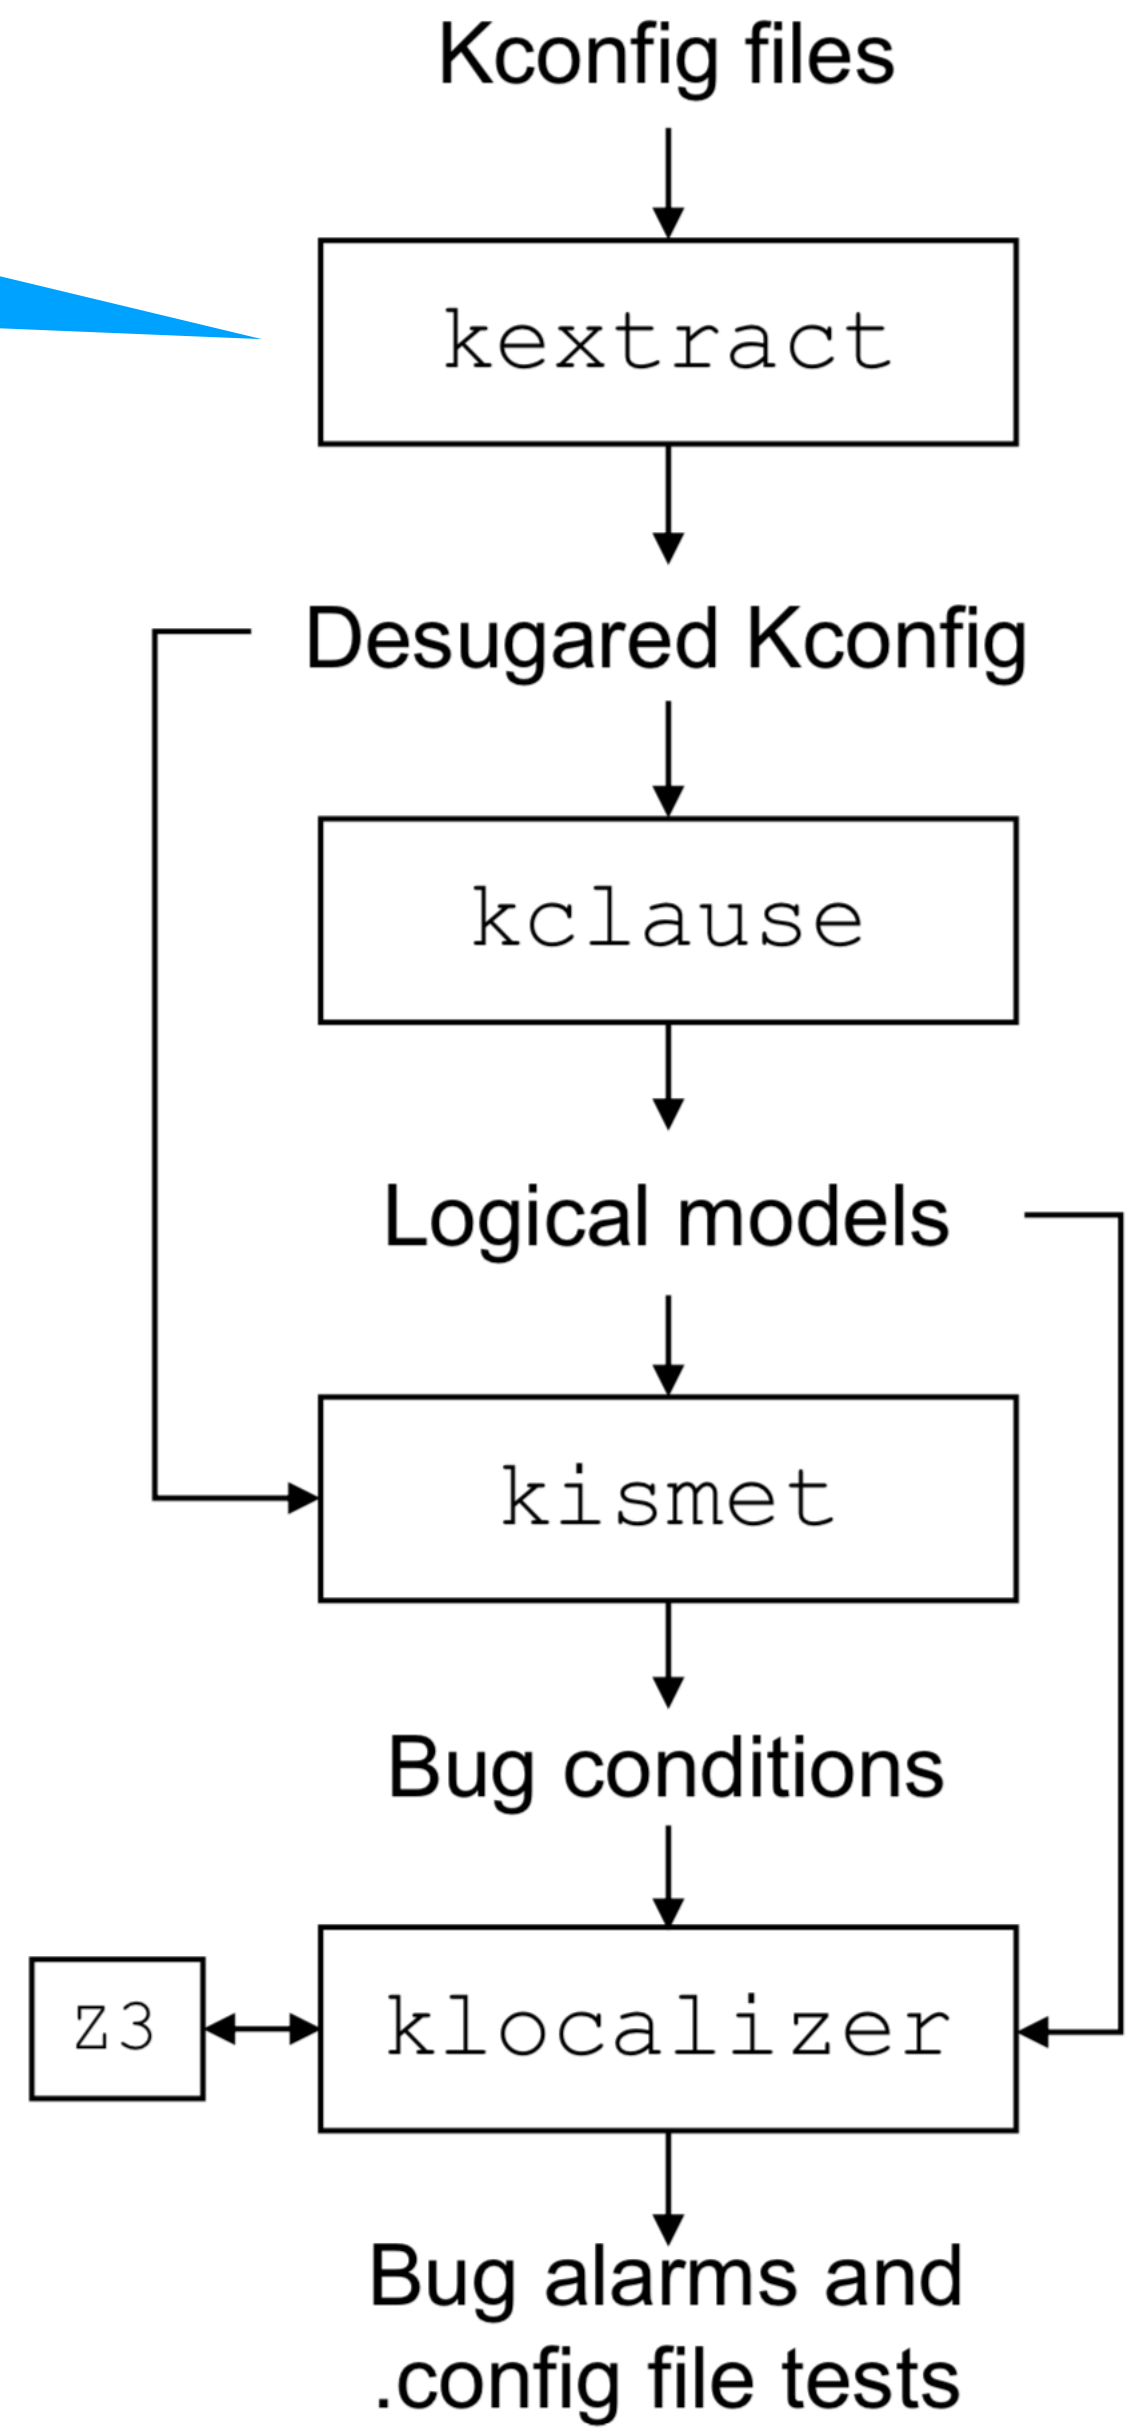 Kconfig files
kextract
Desugared Kconfig
kclause
Logical models
kismet
Bug conditions
Z3
klocalizer
Bug alarms and
.config file tests